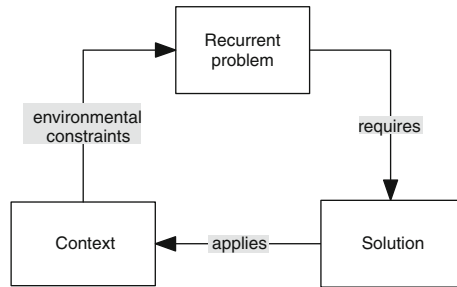 Recurrent
problem
environmental
constraints
requires
Context
applies
Solution